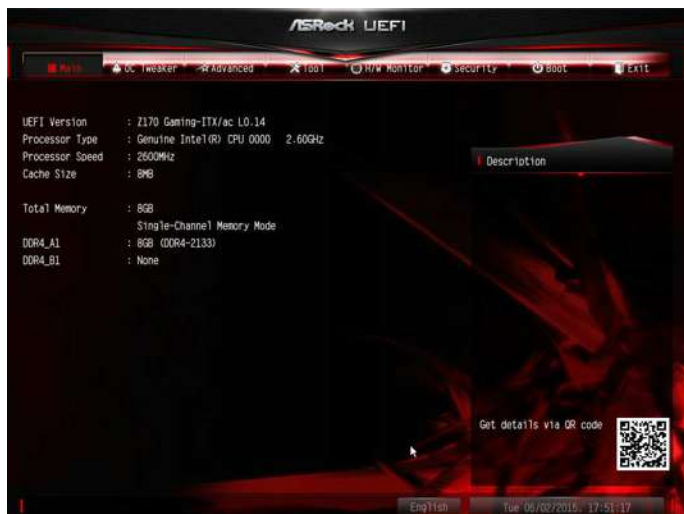 ASRock UEFI
Main OC Tweaker Advanced Tool H/W Monitor Security Boot Exit
UEFI Version : Z170 Gaming-ITX/ac L0.14
Processor Type : Genuine Intel(R) CPU 0000 2.60GHz
Processor Speed : 2600MHz
Cache Size : 8MB
Description
Total Memory : 8GB
Single-Channel Memory Mode
DDR4_A1 : 8GB (DDR4-2133)
DDR4_B1 : None
Get details via QR code
English Tue 06/02/2015. 17:51:17